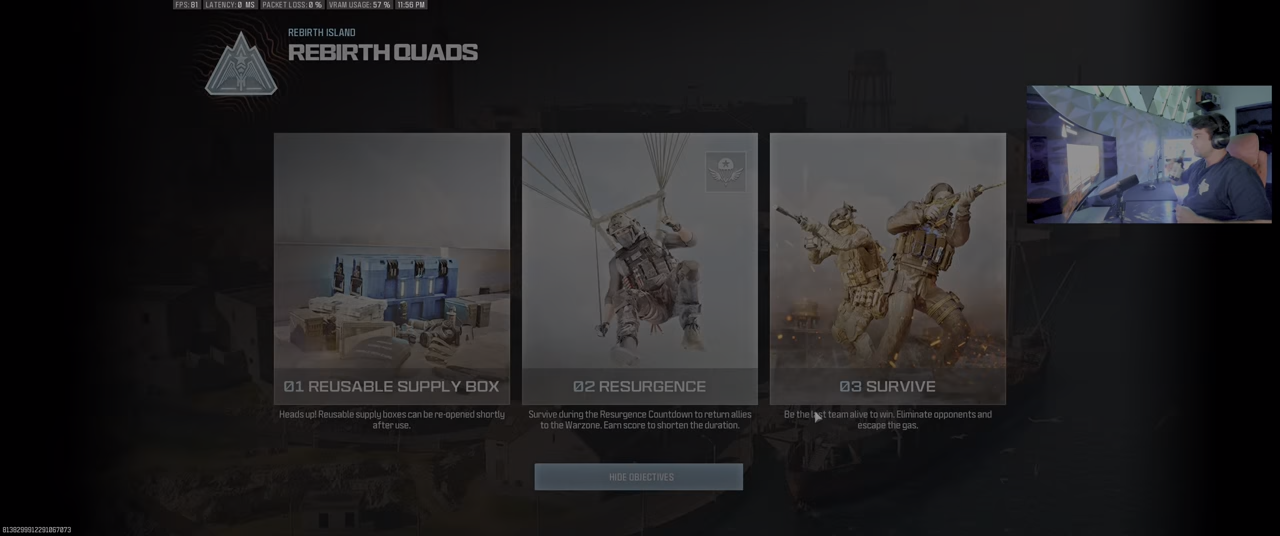 FPS: 81 LATENCY: 0 MS PACKET LOSS: 0 % VRAM USAGE: 57 % 11:56 PM
REBIRTH ISLAND
REBIRTH QUADS
01 REUSABLE SUPPLY BOX
Heads up! Reusable supply boxes can be re-opened shortly
after use.
02 RESURGENCE
Survive during the Resurgence Countdown to return allies
to the Warzone. Earn score to shorten the duration.
03 SURVIVE
Be the last team alive to win. Eliminate opponents and
escape the gas.
HIDE OBJECTIVES